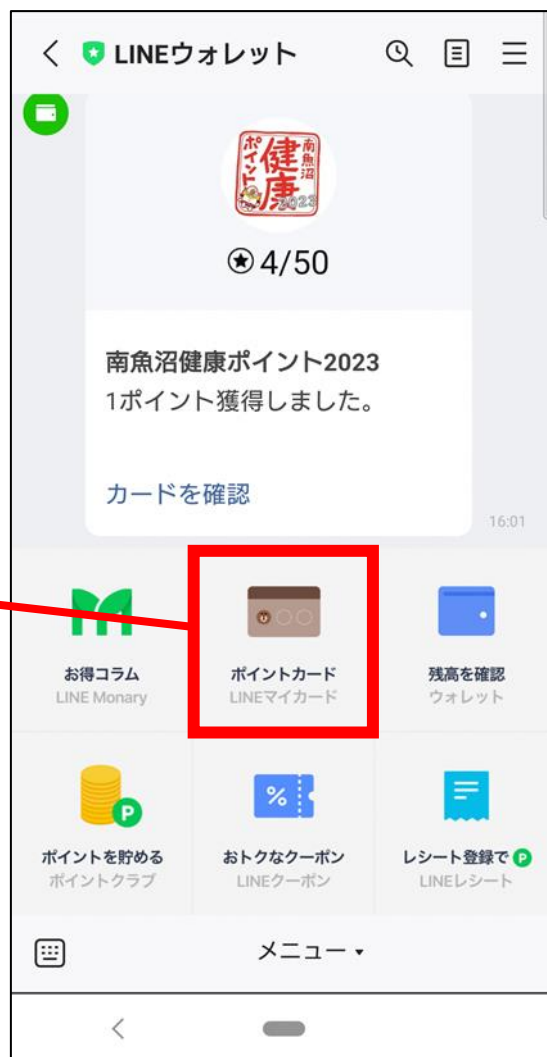 LINEウォレット
南魚沼
健康
ポイント
2023
4/50
南魚沼健康ポイント2023
1ポイント獲得しました。
カードを確認
16:01
お得コラム
LINE Monary
ポイントカード
LINEマイカード
残高を確認
ウォレット
P
%
ポイントを貯める
ポイントクラブ
おトクなクーポン
LINEクーポン
レシート登録で P
LINEレシート
メニュー